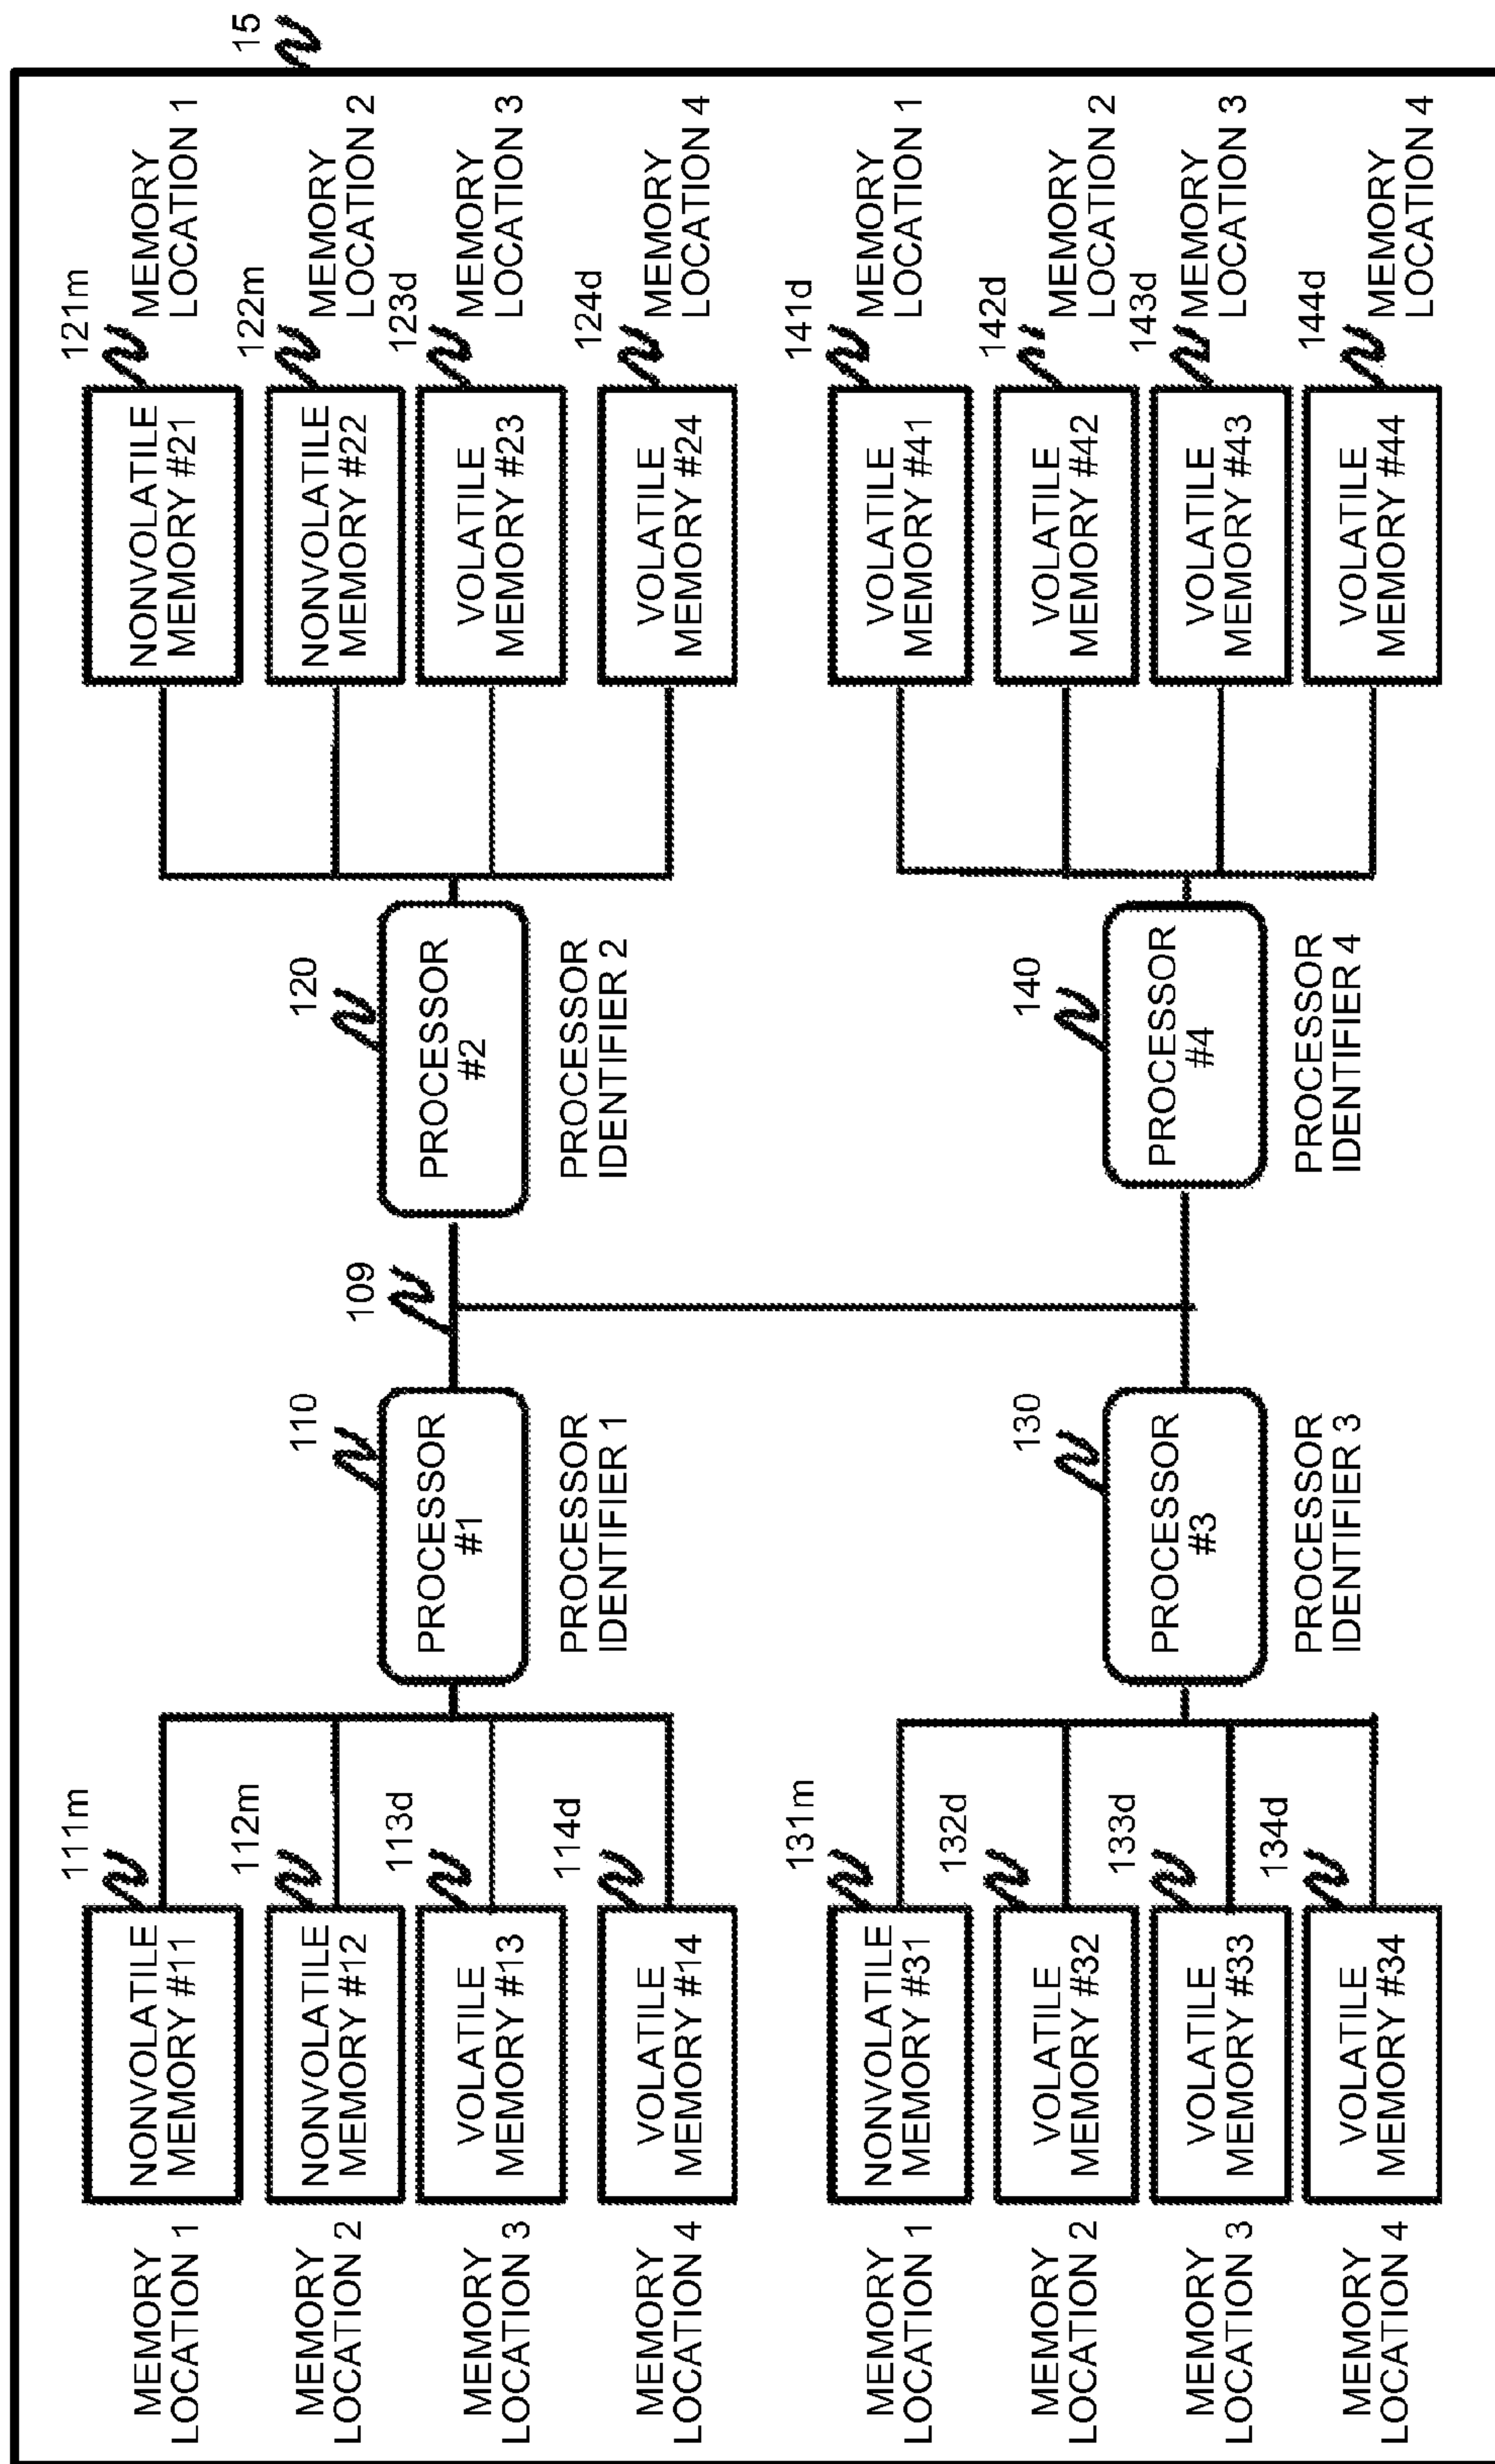 15
111m
NONVOLATILE
MEMORY #11
MEMORY
LOCATION 1
112m
NONVOLATILE
MEMORY #12
MEMORY
LOCATION 2
113d
VOLATILE
MEMORY #13
MEMORY
LOCATION 3
114d
VOLATILE
MEMORY #14
MEMORY
LOCATION 4
110
PROCESSOR
#1
PROCESSOR
IDENTIFIER 1
109
120
PROCESSOR
#2
PROCESSOR
IDENTIFIER 2
121m
NONVOLATILE
MEMORY #21
MEMORY
LOCATION 1
122m
NONVOLATILE
MEMORY #22
MEMORY
LOCATION 2
123d
VOLATILE
MEMORY #23
MEMORY
LOCATION 3
124d
VOLATILE
MEMORY #24
MEMORY
LOCATION 4
131m
NONVOLATILE
MEMORY #31
MEMORY
LOCATION 1
132d
VOLATILE
MEMORY #32
MEMORY
LOCATION 2
133d
VOLATILE
MEMORY #33
MEMORY
LOCATION 3
134d
VOLATILE
MEMORY #34
MEMORY
LOCATION 4
130
PROCESSOR
#3
PROCESSOR
IDENTIFIER 3
140
PROCESSOR
#4
PROCESSOR
IDENTIFIER 4
141d
VOLATILE
MEMORY #41
MEMORY
LOCATION 1
142d
VOLATILE
MEMORY #42
MEMORY
LOCATION 2
143d
VOLATILE
MEMORY #43
MEMORY
LOCATION 3
144d
VOLATILE
MEMORY #44
MEMORY
LOCATION 4